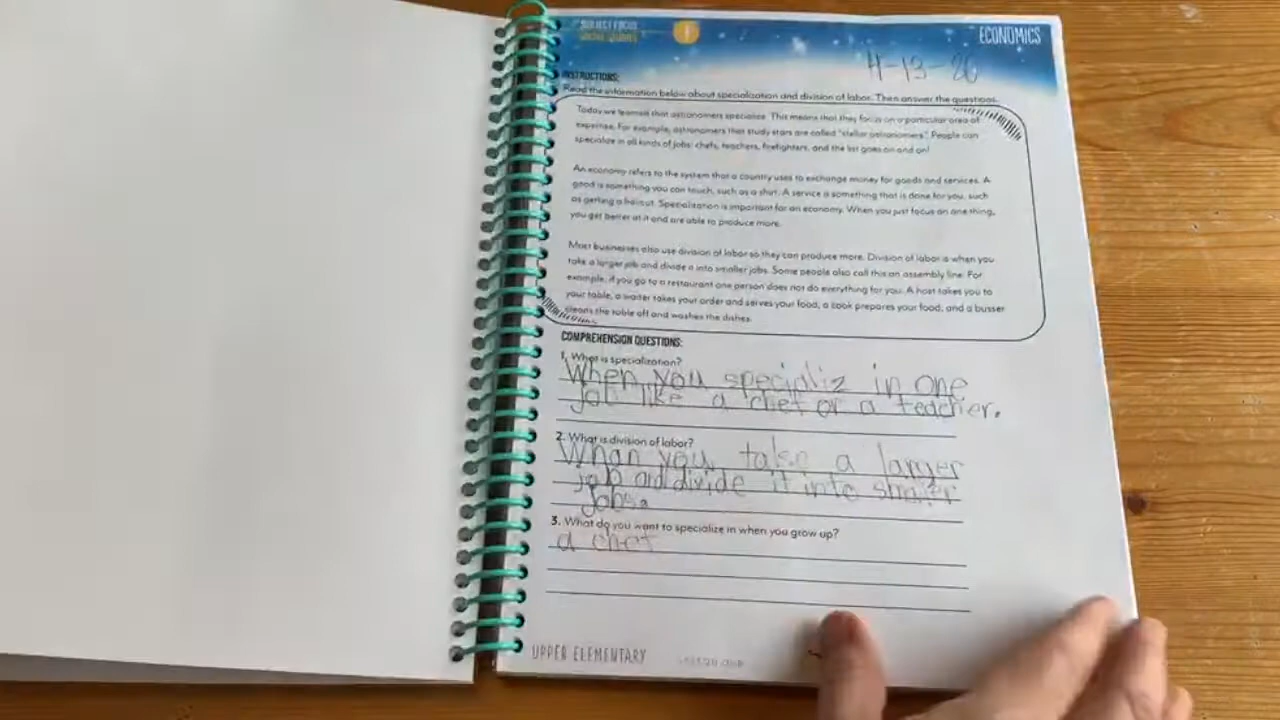 SUBJECT FOCUS
SOCIAL STUDIES
1
ECONOMICS
4-13-20
INSTRUCTIONS:
Read the information below about specialization and division of labor. Then answer the questions.
Today we learned that astronomers specialize. This means that they focus on a particular area of
expertise. For example, astronomers that study stars are called "stellar astronomers". People can
specialize in all kinds of jobs: chefs, teachers, firefighters, and the list goes on and on!
An economy refers to the system that a country uses to exchange money for goods and services. A
good is something you can touch, such as a shirt. A service is something that is done for you, such
as getting a haircut. Specialization is important for an economy. When you just focus on one thing,
you get better at it and are able to produce more.
Most businesses also use division of labor so they can produce more. Division of labor is when you
take a larger job and divide it into smaller jobs. Some people also call this an assembly line. For
example, if you go to a restaurant one person does not do everything for you. A host takes you to
your table, a waiter takes your order and serves your food, a cook prepares your food, and a busser
cleans the table off and washes the dishes.
COMPREHENSION QUESTIONS:
1. What is specialization?
When you specializ in one
job like a chef or a teacher.
2. What is division of labor?
Whan you take a larger
job and divide it into smaller
jobs.
3. What do you want to specialize in when you grow up?
a chef
UPPER ELEMENTARY
LESSON ONE